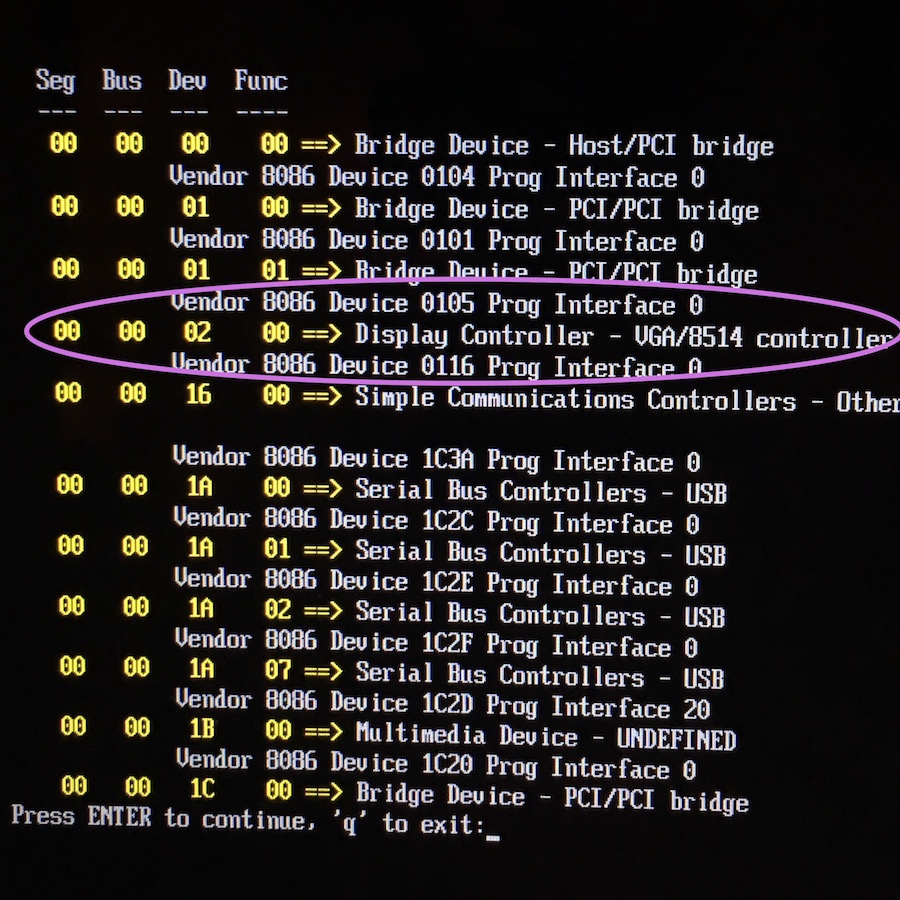 Seg Bus Dev Func
--- --- --- ----
00 00 00 00 ==> Bridge Device - Host/PCI bridge
Vendor 8086 Device 0104 Prog Interface 0
00 00 01 00 ==> Bridge Device - PCI/PCI bridge
Vendor 8086 Device 0101 Prog Interface 0
00 00 01 01 ==> Bridge Device - PCI/PCI bridge
Vendor 8086 Device 0105 Prog Interface 0
00 00 02 00 ==> Display Controller - VGA/8514 controller
Vendor 8086 Device 0116 Prog Interface 0
00 00 16 00 ==> Simple Communications Controllers - Other
Vendor 8086 Device 1C3A Prog Interface 0
00 00 1A 00 ==> Serial Bus Controllers - USB
Vendor 8086 Device 1C2C Prog Interface 0
00 00 1A 01 ==> Serial Bus Controllers - USB
Vendor 8086 Device 1C2E Prog Interface 0
00 00 1A 02 ==> Serial Bus Controllers - USB
Vendor 8086 Device 1C2F Prog Interface 0
00 00 1A 07 ==> Serial Bus Controllers - USB
Vendor 8086 Device 1C2D Prog Interface 20
00 00 1B 00 ==> Multimedia Device - UNDEFINED
Vendor 8086 Device 1C20 Prog Interface 0
00 00 1C 00 ==> Bridge Device - PCI/PCI bridge
Press ENTER to continue, 'q' to exit:_